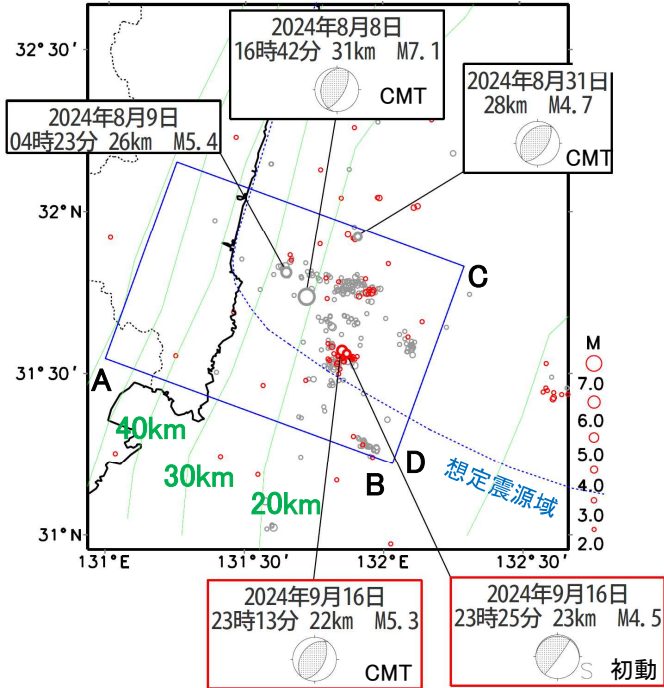 2024年8月8日
16時42分 31km M7.1
CMT
2024年8月31日
28km M4.7
CMT
2024年8月9日
04時23分 26km M5.4
32°30′
32°N
31°30′
31°N
131°E
131°30′
132°E
132°30′
A
B
C
D
40km
30km
20km
想定震源域
M
7.0
6.0
5.0
4.0
3.0
2.0
2024年9月16日
23時13分 22km M5.3
CMT
2024年9月16日
23時25分 23km M4.5
S 初動